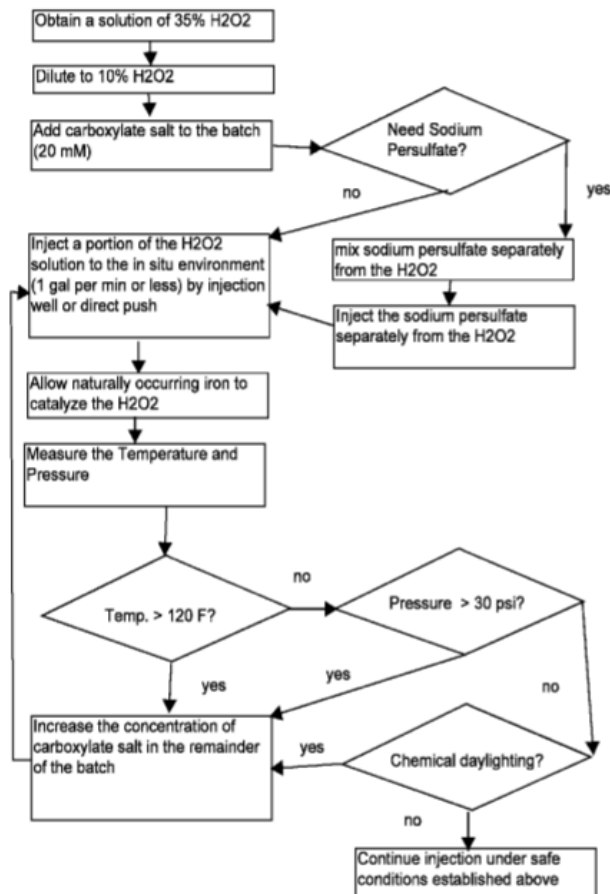 Obtain a solution of 35% H2O2
Dilute to 10% H2O2
Add carboxylate salt to the batch
(20 mM)
Need Sodium
Persulfate?
no
yes
Inject a portion of the H2O2
solution to the in situ environment
(1 gal per min or less) by injection
well or direct push
mix sodium persulfate separately
from the H2O2
Inject the sodium persulfate
separately from the H2O2
Allow naturally occurring iron to
catalyze the H2O2
Measure the Temperature and
Pressure
Temp. > 120 F?
no
Pressure > 30 psi?
yes
yes
no
Increase the concentration of
carboxylate salt in the remainder
of the batch
yes
Chemical daylighting?
no
Continue injection under safe
conditions established above